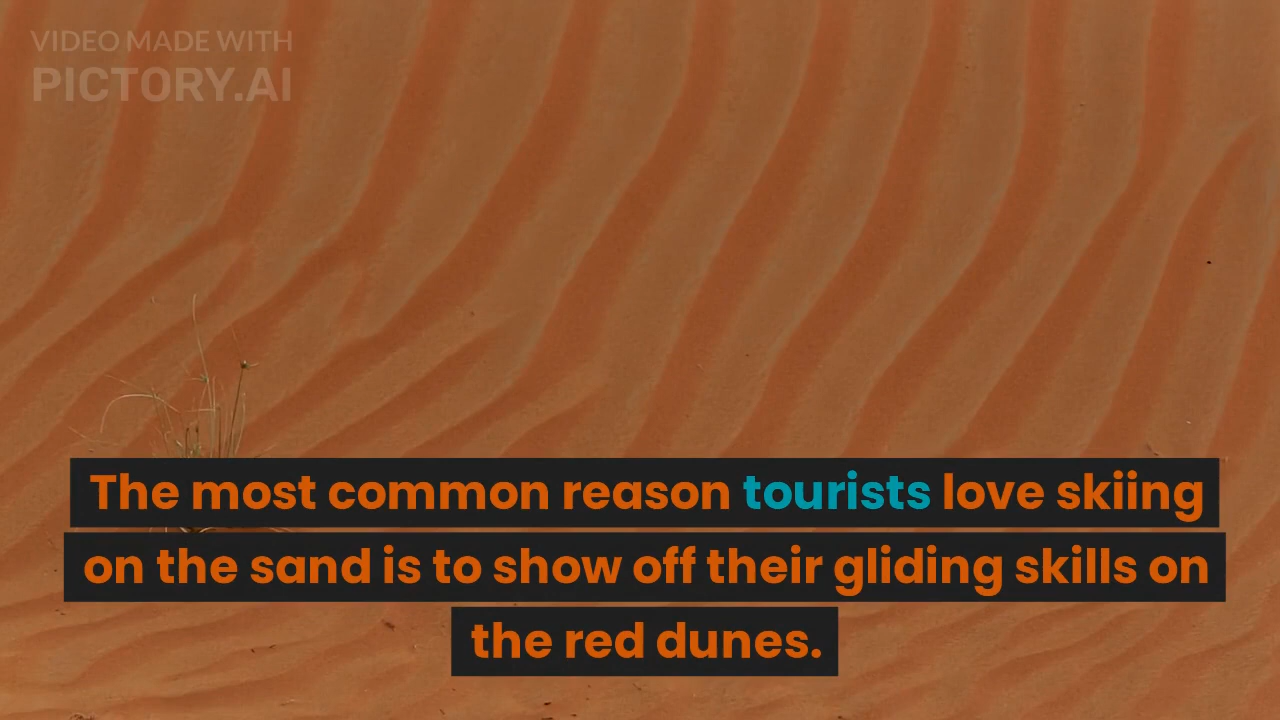 VIDEO MADE WITH
PICTORY.AI
The most common reason tourists love skiing
on the sand is to show off their gliding skills on
the red dunes.